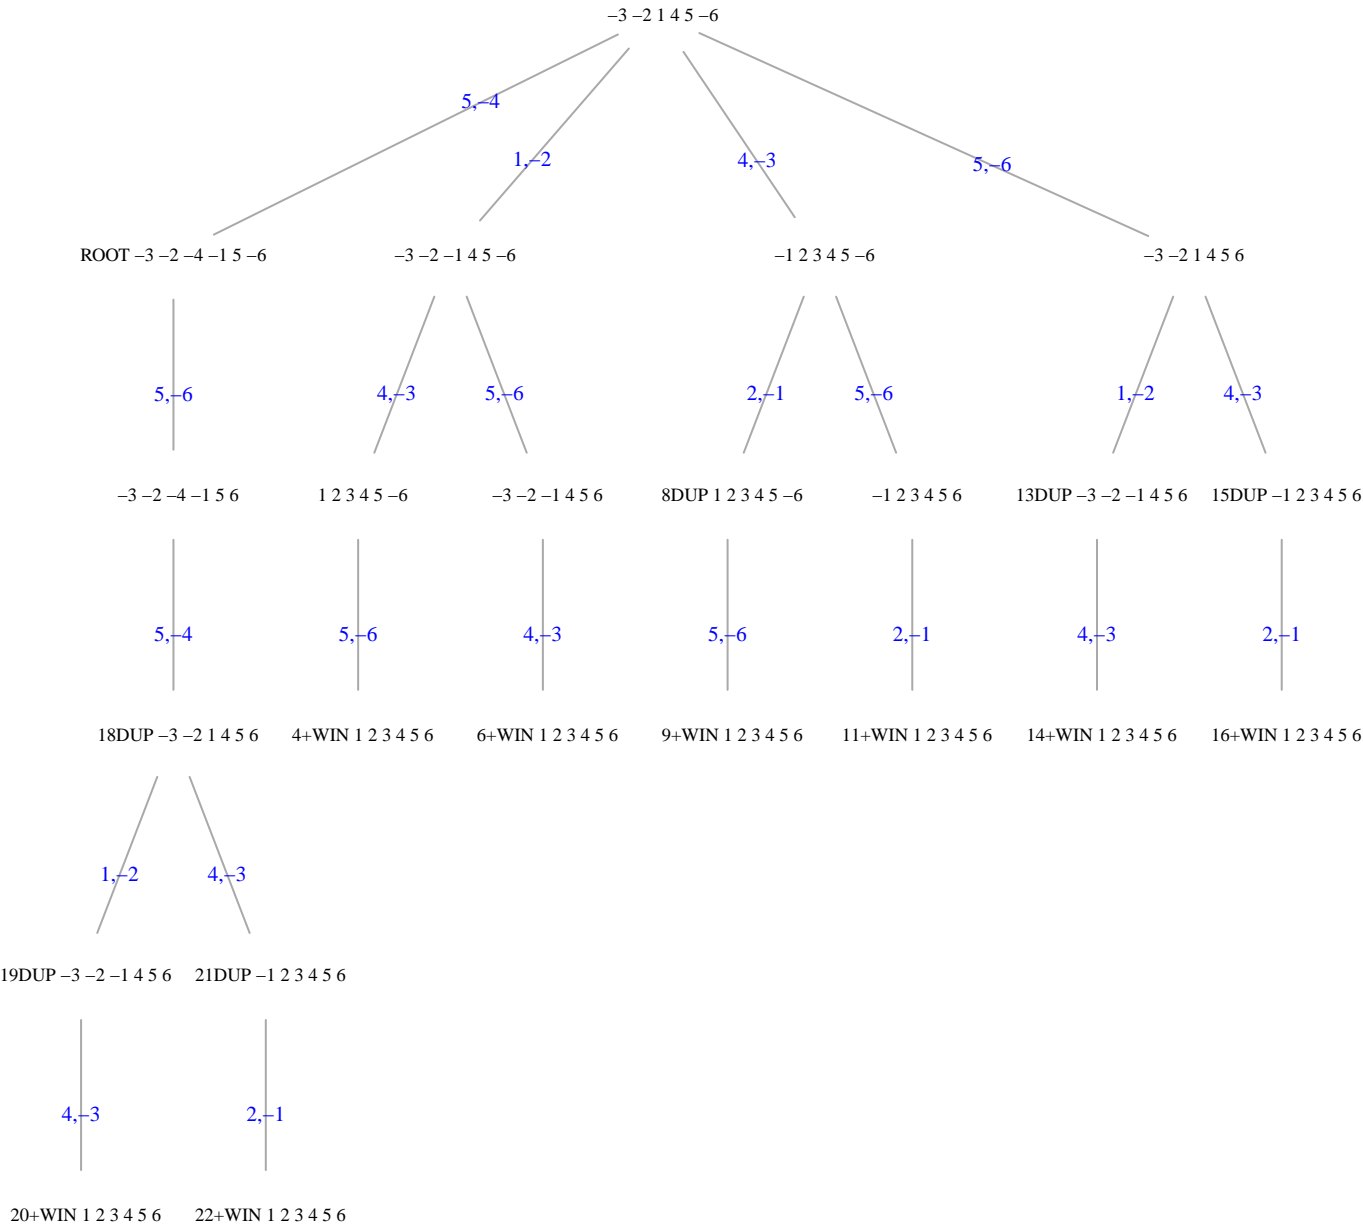 –3 –2 1 4 5 –6
5,–4
1,–2
4,–3
5,–6
ROOT –3 –2 –4 –1 5 –6
–3 –2 –1 4 5 –6
–1 2 3 4 5 –6
–3 –2 1 4 5 6
5,–6
4,–3
5,–6
2,–1
5,–6
1,–2
4,–3
–3 –2 –4 –1 5 6
1 2 3 4 5 –6
–3 –2 –1 4 5 6
8DUP 1 2 3 4 5 –6
–1 2 3 4 5 6
13DUP –3 –2 –1 4 5 6
15DUP –1 2 3 4 5 6
5,–4
5,–6
4,–3
5,–6
2,–1
4,–3
2,–1
18DUP –3 –2 1 4 5 6
4+WIN 1 2 3 4 5 6
6+WIN 1 2 3 4 5 6
9+WIN 1 2 3 4 5 6
11+WIN 1 2 3 4 5 6
14+WIN 1 2 3 4 5 6
16+WIN 1 2 3 4 5 6
1,–2
4,–3
19DUP –3 –2 –1 4 5 6
21DUP –1 2 3 4 5 6
4,–3
2,–1
20+WIN 1 2 3 4 5 6
22+WIN 1 2 3 4 5 6